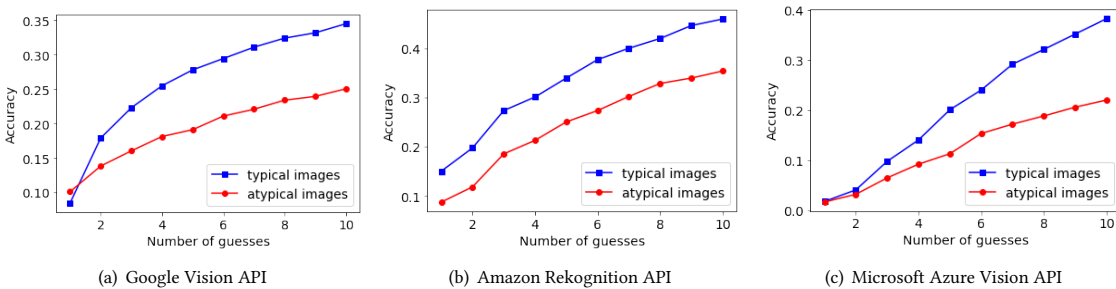 0.35
0.30
0.25
0.20
0.15
0.10
Accuracy
2 4 6 8 10
Number of guesses
typical images
atypical images
(a) Google Vision API
0.4
0.3
0.2
0.1
Accuracy
2 4 6 8 10
Number of guesses
typical images
atypical images
(b) Amazon Rekognition API
0.4
0.3
0.2
0.1
0.0
Accuracy
2 4 6 8 10
Number of guesses
typical images
atypical images
(c) Microsoft Azure Vision API